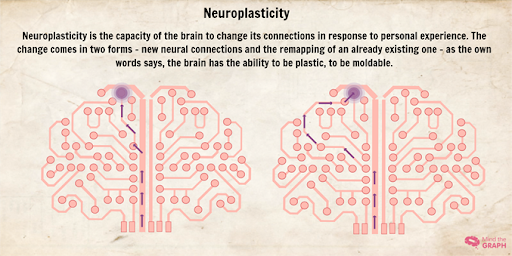 Neuroplasticity
Neuroplasticity is the capacity of the brain to change its connections in response to personal experience. The
change comes in two forms - new neural connections and the remapping of an already existing one - as the own
words says, the brain has the ability to be plastic, to be moldable.
Mind the
GRAPH